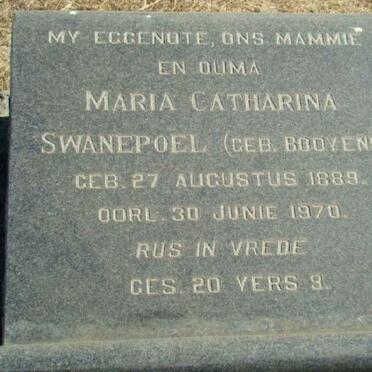 MY EGGENOTE, ONS MAMMIE
EN OUMA
MARIA CATHARINA
SWANEPOEL (GEB. BOOYENS
GEB. 27 AUGUSTUS 1889.
OORL. 30 JUNIE 1970.
RUS IN VREDE
GES. 20 VERS 9.